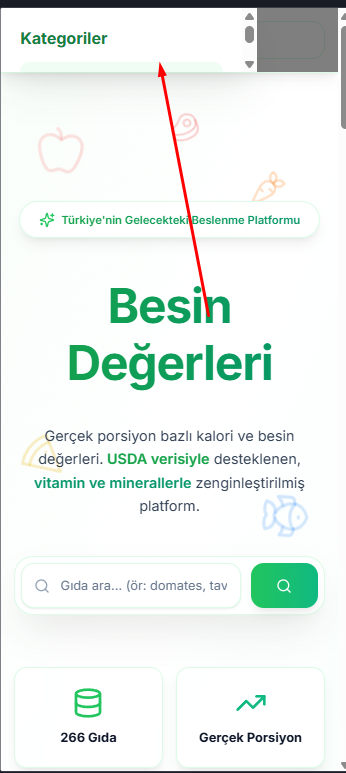 Kategoriler
Türkiye'nin Gelecekteki Beslenme Platformu
Besin
Değerleri
Gerçek porsiyon bazlı kalori ve besin
değerleri. USDA verisiyle desteklenen,
vitamin ve minerallerle zenginleştirilmiş
platform.
Gıda ara... (ör: domates, tav
266 Gıda
Gerçek Porsiyon